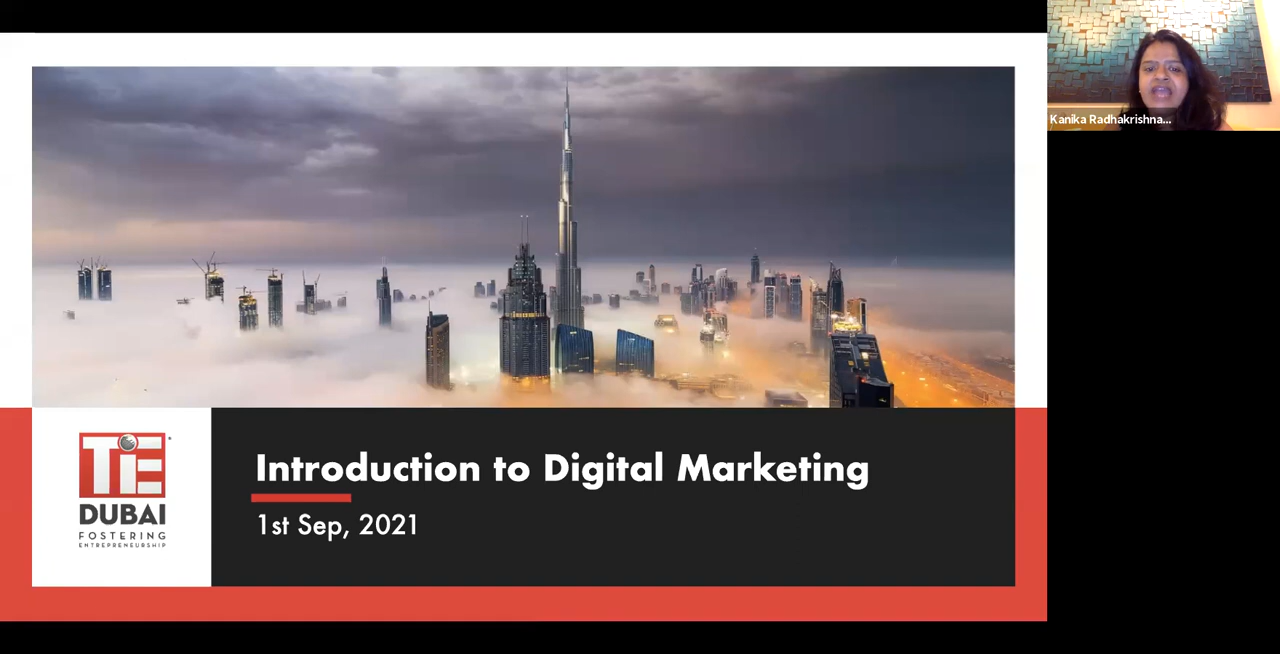 Kanika Radhakrishna...
TiE
DUBAI
FOSTERING
ENTREPRENEURSHIP
Introduction to Digital Marketing
1st Sep, 2021